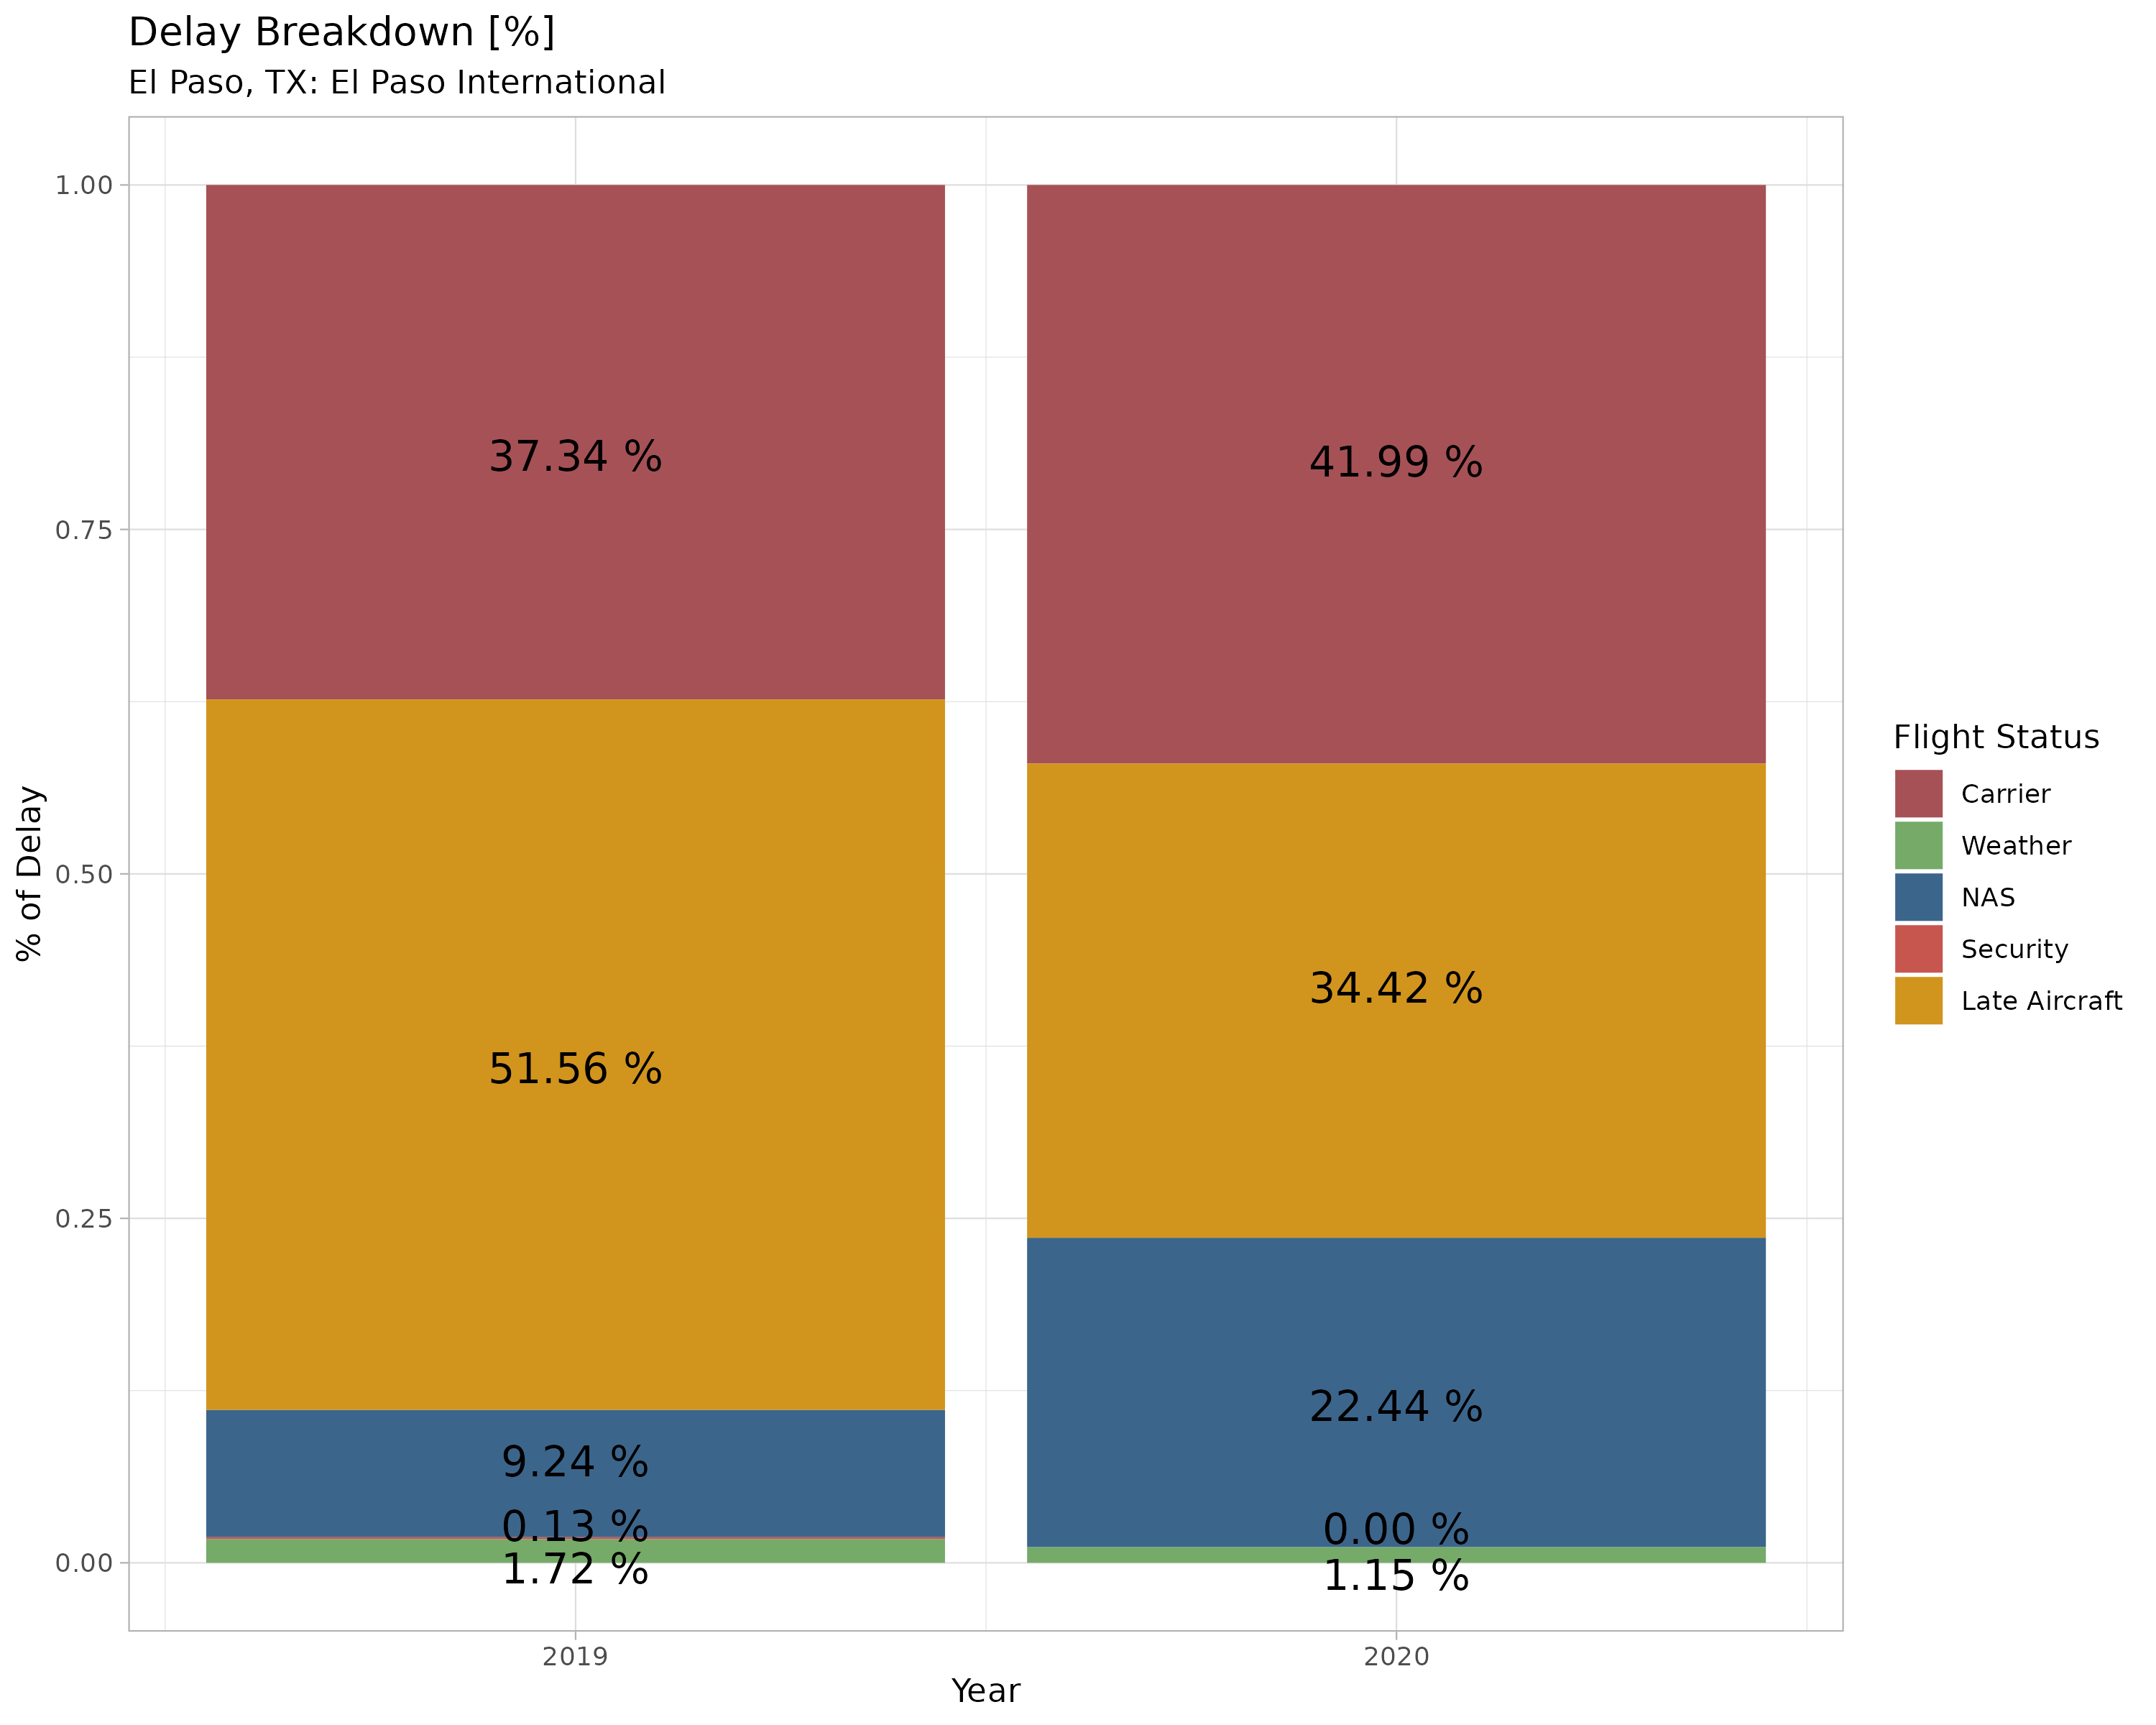 Delay Breakdown [%]
El Paso, TX: El Paso International
% of Delay
1.00
0.75
0.50
0.25
0.00
37.34 %
51.56 %
9.24 %
0.13 %
1.72 %
41.99 %
34.42 %
22.44 %
0.00 %
1.15 %
2019
2020
Year
Flight Status
Carrier
Weather
NAS
Security
Late Aircraft